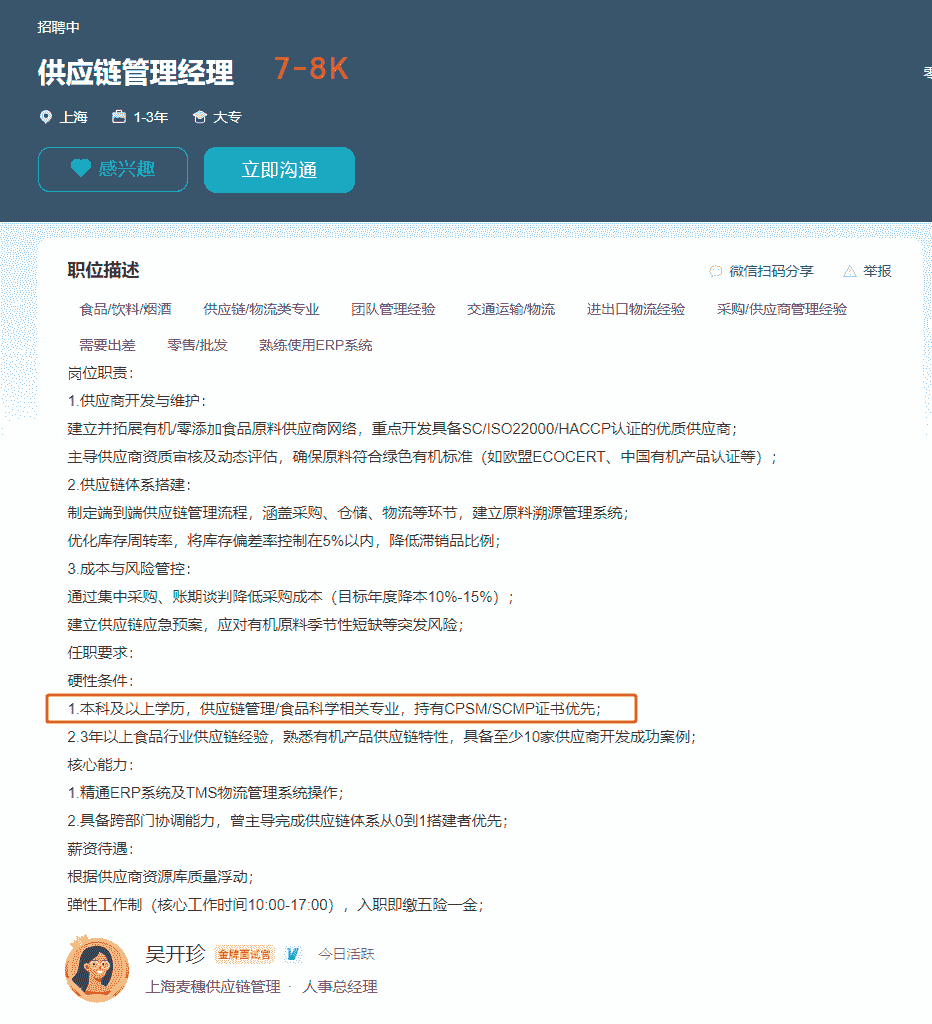 招聘中
供应链管理经理 7-8K
上海 1-3年 大专
感兴趣 立即沟通
职位描述 微信扫码分享 举报
食品/饮料/烟酒 供应链/物流类专业 团队管理经验 交通运输/物流 进出口物流经验 采购/供应商管理经验
需要出差 零售/批发 熟练使用ERP系统
岗位职责：
1.供应商开发与维护：
建立并拓展有机/零添加食品原料供应商网络，重点开发具备SC/ISO22000/HACCP认证的优质供应商；
主导供应商资质审核及动态评估，确保原料符合绿色有机标准（如欧盟ECOCERT、中国有机产品认证等）；
2.供应链体系搭建：
制定端到端供应链管理流程，涵盖采购、仓储、物流等环节，建立原料溯源管理系统；
优化库存周转率，将库存偏差率控制在5%以内，降低滞销品比例；
3.成本与风险管控：
通过集中采购、账期谈判降低采购成本（目标年度降本10%-15%）；
建立供应链应急预案，应对有机原料季节性短缺等突发风险；
任职要求：
硬性条件：
1.本科及以上学历，供应链管理/食品科学相关专业，持有CPSM/SCMP证书优先；
2.3年以上食品行业供应链经验，熟悉有机产品供应链特性，具备至少10家供应商开发成功案例；
核心能力：
1.精通ERP系统及TMS物流管理系统操作；
2.具备跨部门协调能力，曾主导完成供应链体系从0到1搭建者优先；
薪资待遇：
根据供应商资源库质量浮动；
弹性工作制（核心工作时间10:00-17:00），入职即缴五险一金；
吴开珍 金牌面试官 今日活跃
上海麦穗供应链管理 · 人事总经理